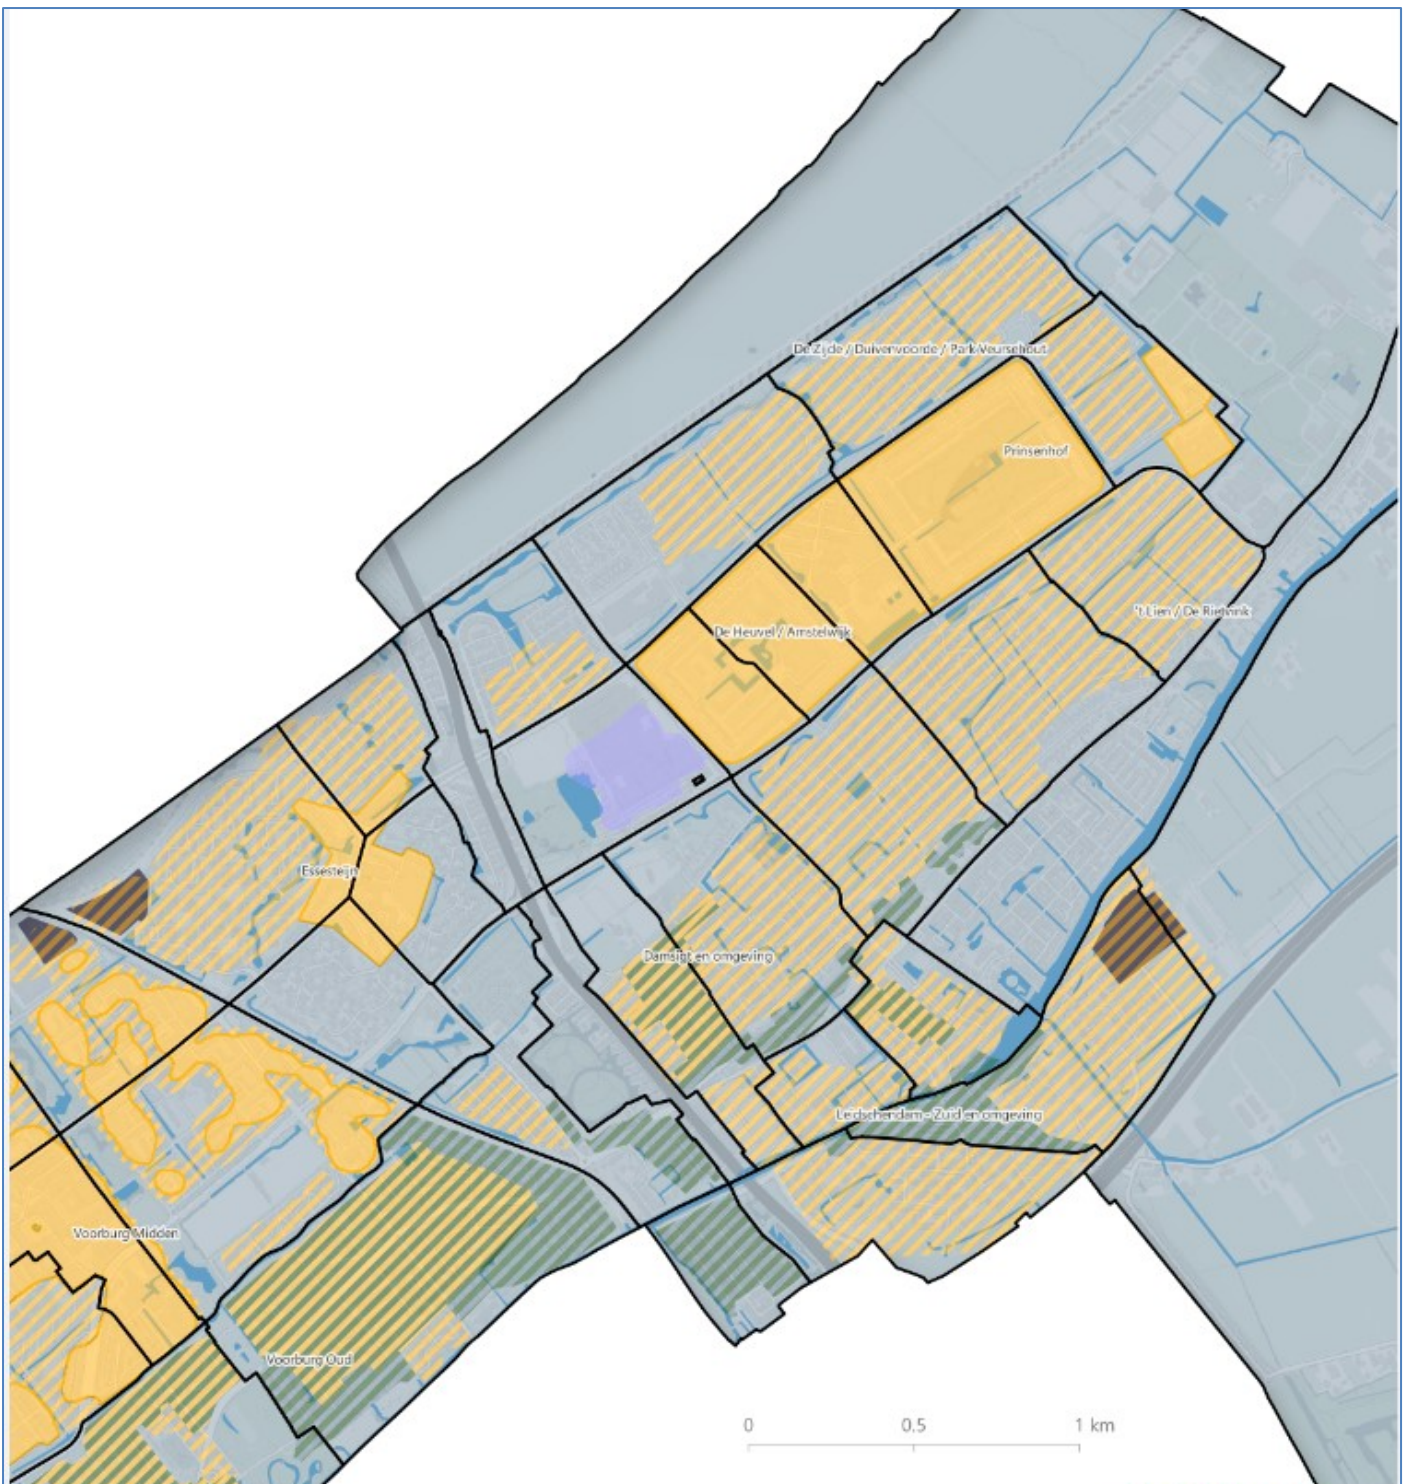 De Zijde / Duivenvoorde / Park Veursehout
Prinsenhof
't Lien / De Rietvink
De Heuvel / Amstelwijk
Essesteijn
Damsigt en omgeving
Leidschendam - Zuid en omgeving
Voorburg Midden
Voorburg Oud
0 0.5 1 km